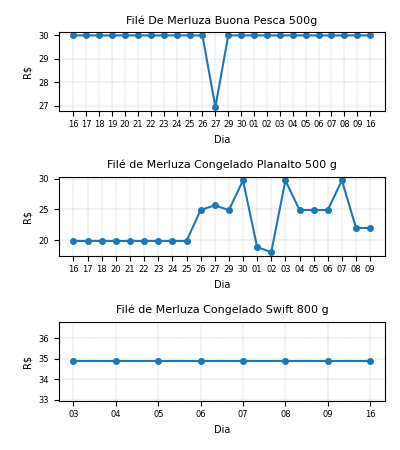 Filé De Merluza Buona Pesca 500g
R$
30
29
28
27
16 17 18 19 20 21 22 23 24 25 26 27 29 30 01 02 03 04 05 06 07 08 09 16
Dia
Filé de Merluza Congelado Planalto 500 g
R$
30
25
20
16 17 18 20 21 22 23 24 25 26 27 29 30 01 02 03 04 05 06 07 08 09
Dia
Filé de Merluza Congelado Swift 800 g
R$
36
35
34
33
03 04 05 06 07 08 09 16
Dia